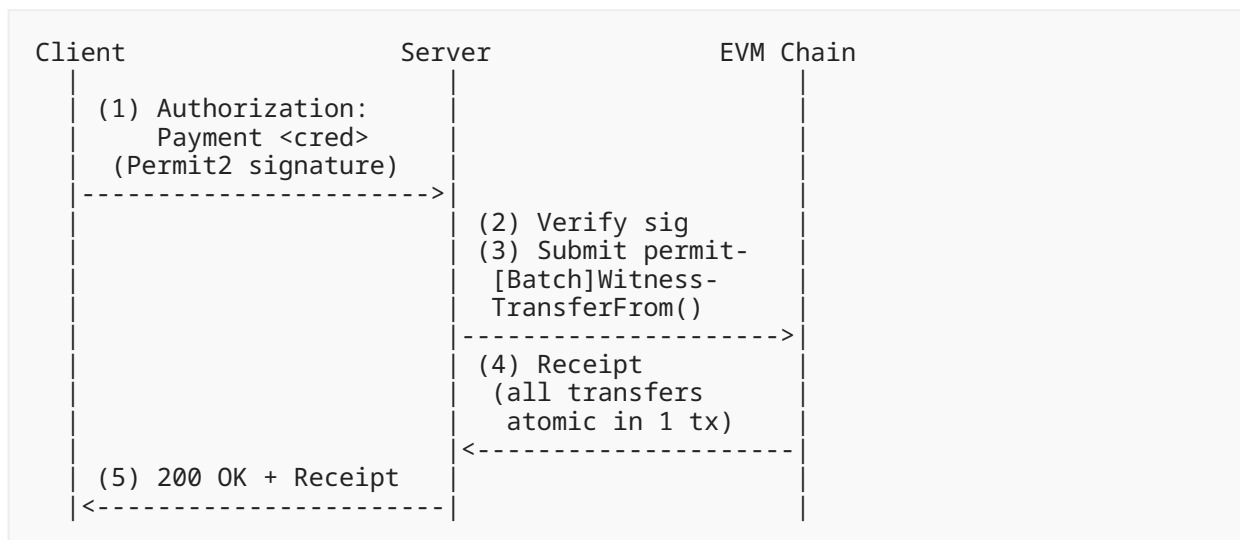 Client Server EVM Chain
(1) Authorization:
Payment <cred>
(Permit2 signature)
(2) Verify sig
(3) Submit permit-
[Batch]Witness-
TransferFrom()
(4) Receipt
(all transfers
atomic in 1 tx)
(5) 200 OK + Receipt